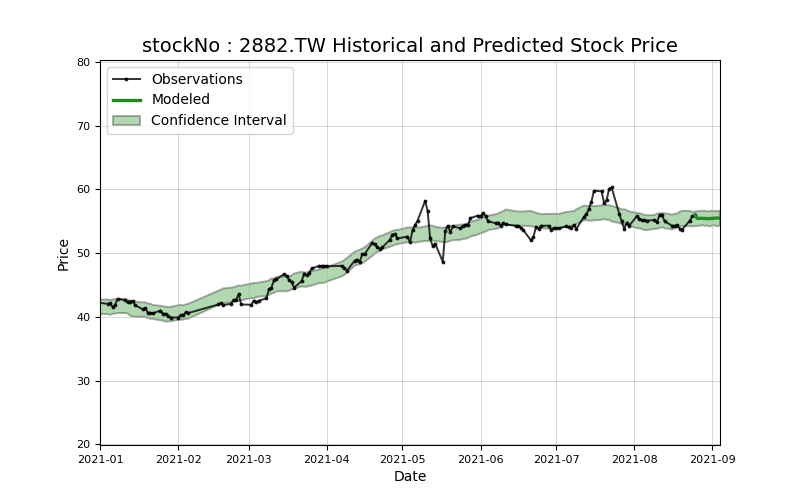 stockNo : 2882.TW Historical and Predicted Stock Price
Observations
Modeled
Confidence Interval
80
70
60
50
40
30
20
Price
2021-01 2021-02 2021-03 2021-04 2021-05 2021-06 2021-07 2021-08 2021-09
Date